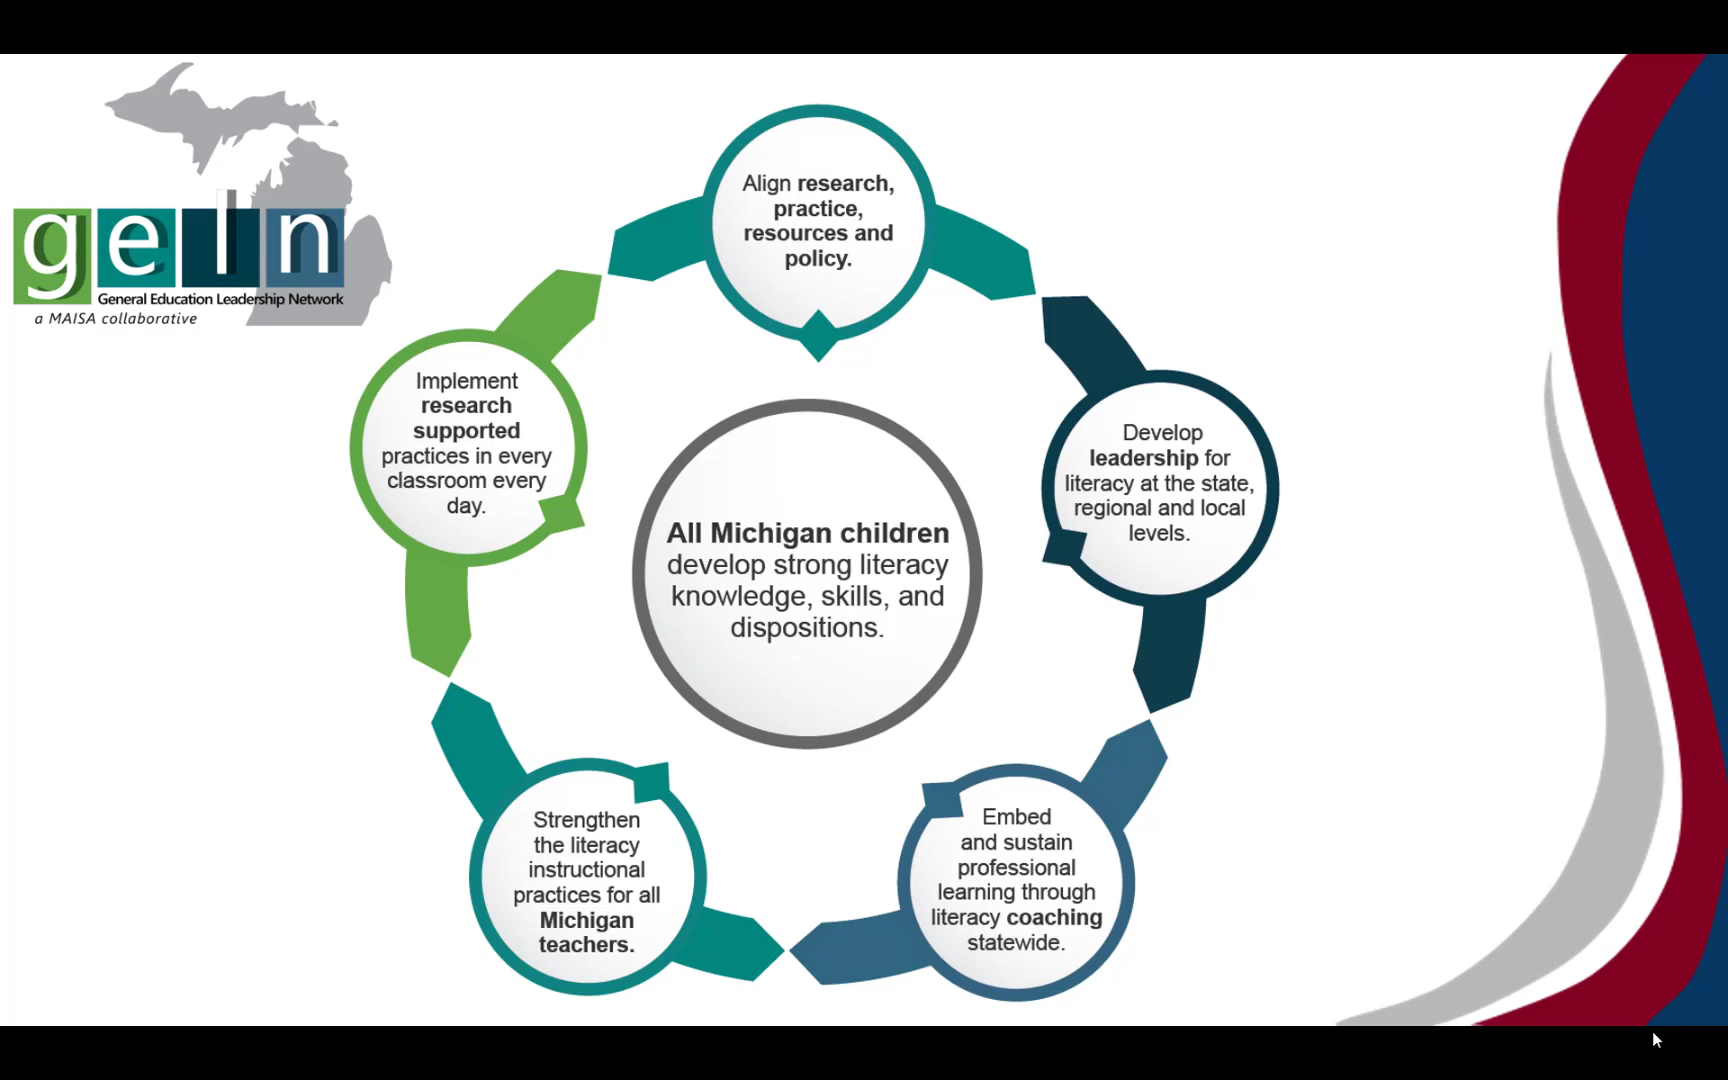 geln
General Education Leadership Network
a MAISA collaborative
Align research,
practice,
resources and
policy.
Implement
research
supported
practices in every
classroom every
day.
Develop
leadership for
literacy at the state,
regional and local
levels.
All Michigan children
develop strong literacy
knowledge, skills, and
dispositions.
Strengthen
the literacy
instructional
practices for all
Michigan
teachers.
Embed
and sustain
professional
learning through
literacy coaching
statewide.